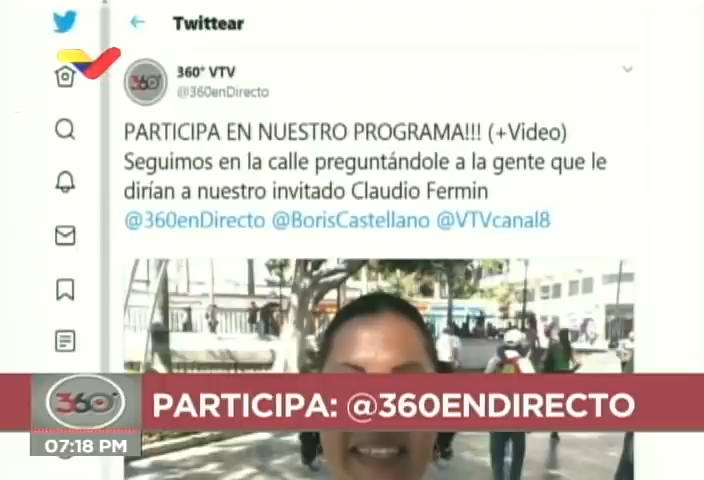 Twittear
360° VTV
@360enDirecto
PARTICIPA EN NUESTRO PROGRAMA!!! (+Video)
Seguimos en la calle preguntándole a la gente que le
dirían a nuestro invitado Claudio Fermin
@360enDirecto @BorisCastellano @VTVcanal8
360°
PARTICIPA: @360ENDIRECTO
07:18 PM